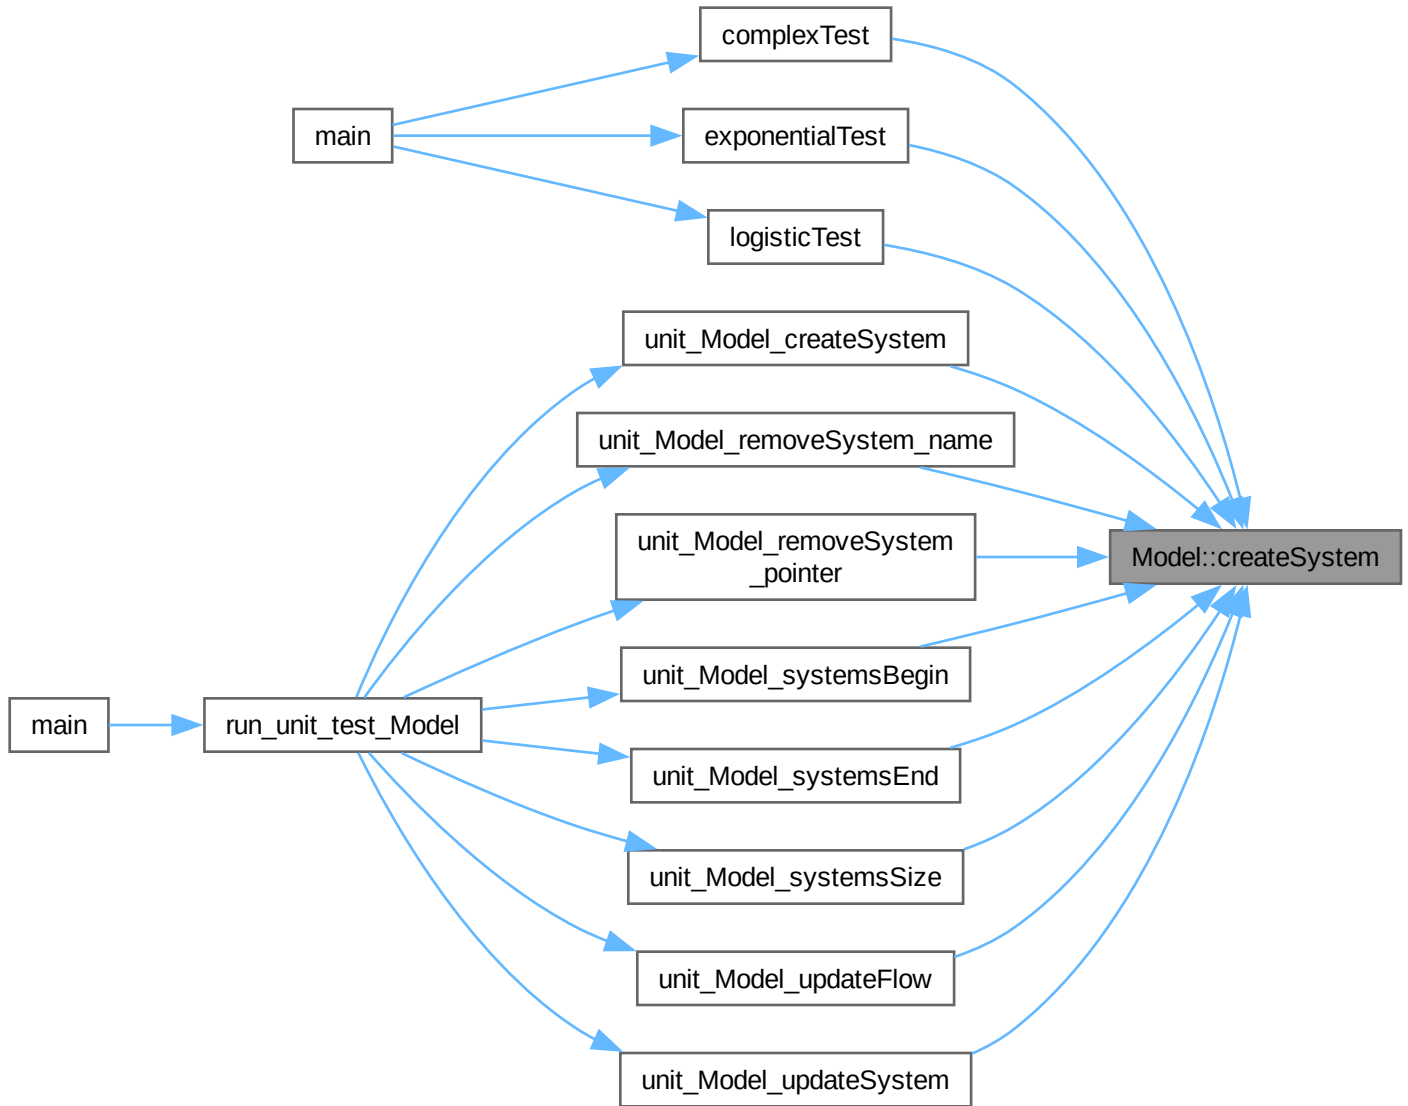 complexTest
main
exponentialTest
logisticTest
unit_Model_createSystem
unit_Model_removeSystem_name
unit_Model_removeSystem
_pointer
Model::createSystem
unit_Model_systemsBegin
main
run_unit_test_Model
unit_Model_systemsEnd
unit_Model_systemsSize
unit_Model_updateFlow
unit_Model_updateSystem